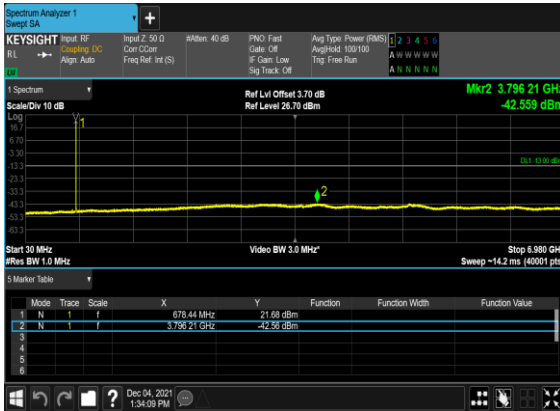 Spectrum Analyzer 1
Swept SA
KEYSIGHT Input: RF Input Z: 50 Ω #Atten: 40 dB PNO: Fast Avg Type: Power (RMS) 1 2 3 4 5 6
RL Coupling: DC Corr CCorr Gate: Off Avg|Hold: 100/100 A W W W W W
Align: Auto Freq Ref: Int (S) IF Gain: Low Trig: Free Run
Sig Track: Off A N N N N N
1 Spectrum Ref Lvl Offset 3.70 dB Mkr2 3.796 21 GHz
Scale/Div 10 dB Ref Level 26.70 dBm -42.559 dBm
Log
16.7
6.70
-3.30
-13.3
-23.3
-33.3
-43.3
-53.3
-63.3
1
2
DL1 -13.00 dBm
Start 30 MHz Video BW 3.0 MHz* Stop 6.980 GHz
#Res BW 1.0 MHz Sweep ~14.2 ms (40001 pts)
5 Marker Table
Mode Trace Scale X Y Function Function Width Function Value
1 N 1 f 678.44 MHz 21.68 dBm
2 N 1 f 3.796 21 GHz -42.56 dBm
3
4
5
6
Dec 04, 2021
1:34:09 PM